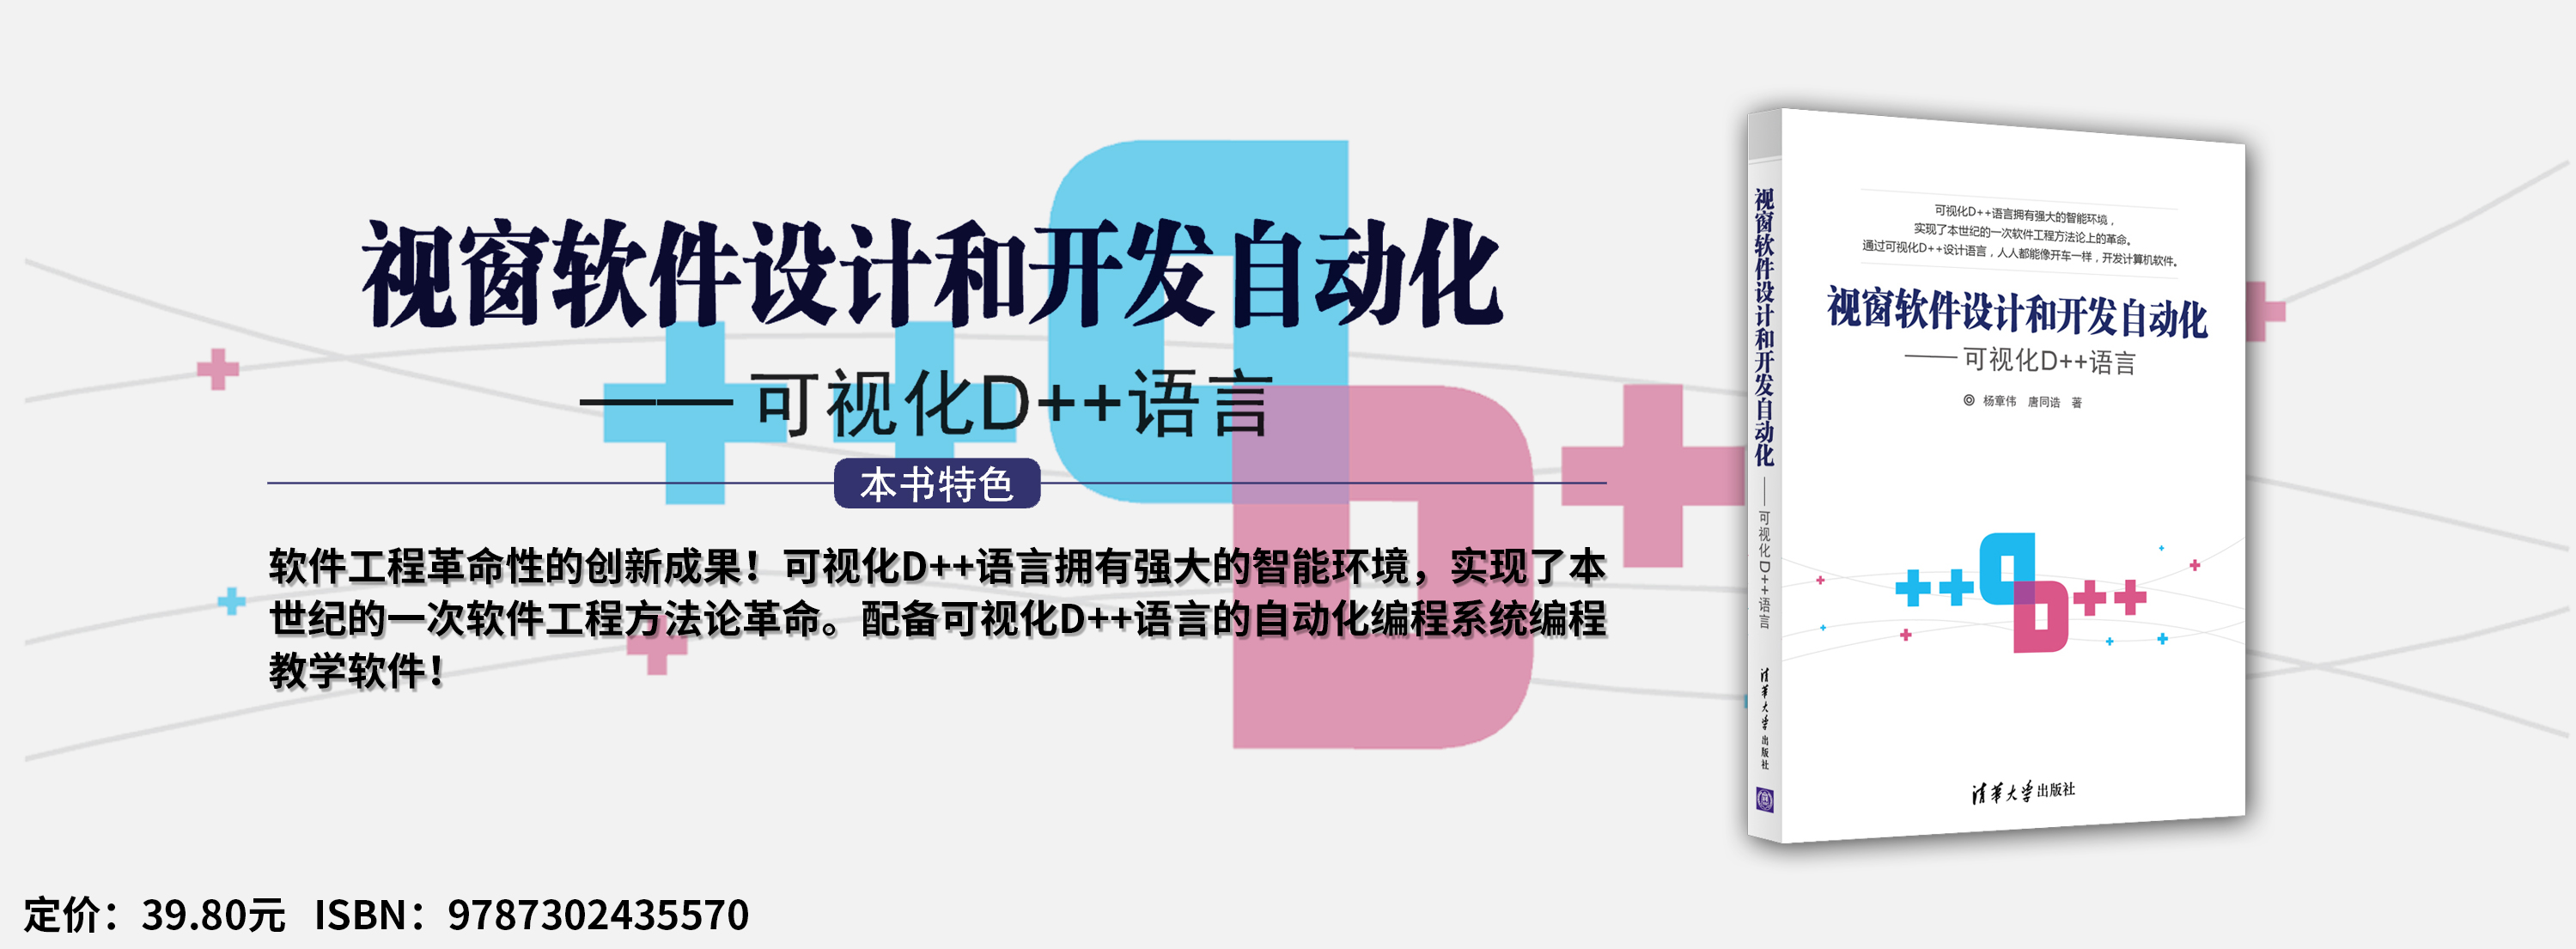 视窗软件设计和开发自动化
——可视化D++语言
本书特色
软件工程革命性的创新成果！可视化D++语言拥有强大的智能环境，实现了本
世纪的一次软件工程方法论革命。配备可视化D++语言的自动化编程系统编程
教学软件！
定价：39.80元 ISBN：9787302435570
视窗软件设计和开发自动化——可视化D++语言
清华大学出版社
可视化D++语言拥有强大的智能环境，
实现了本世纪的一次软件工程方法论上的革命。
通过可视化D++设计语言，人人都能像开车一样，开发计算机软件。
视窗软件设计和开发自动化
——可视化D++语言
◎ 杨章伟 唐同诰 著
++D
D++
清华大学出版社